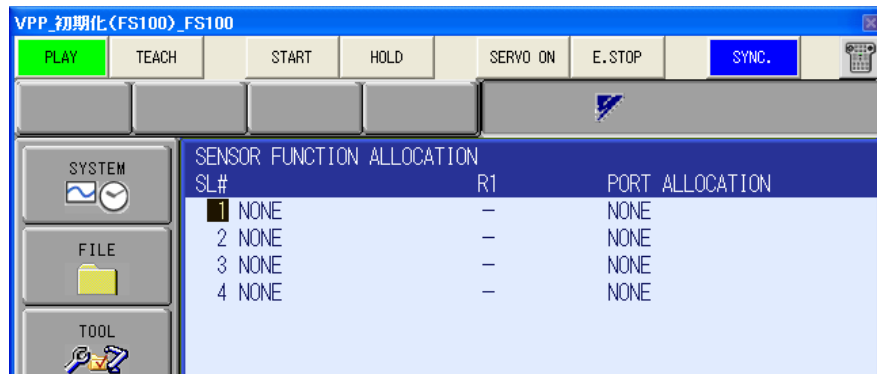 VPP_初期化(FS100)_FS100
PLAY TEACH START HOLD SERVO ON E.STOP SYNC.
SYSTEM
FILE
TOOL
SENSOR FUNCTION ALLOCATION
SL# R1 PORT ALLOCATION
1 NONE — NONE
2 NONE — NONE
3 NONE — NONE
4 NONE — NONE